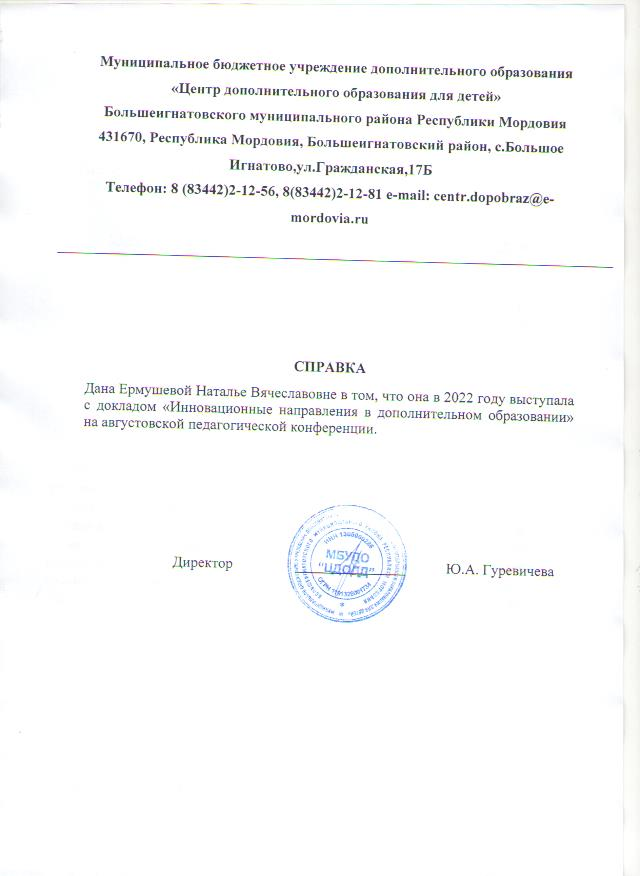 Муниципальное бюджетное учреждение дополнительного образования
«Центр дополнительного образования для детей»
Большеигнатовского муниципального района Республики Мордовия
431670, Республика Мордовия, Большеигнатовский район, с.Большое
Игнатово,ул.Гражданская,17Б
Телефон: 8 (83442)2-12-56, 8(83442)2-12-81 e-mail: centr.dopobraz@e-
mordovia.ru
СПРАВКА
Дана Ермушевой Наталье Вячеславовне в том, что она в 2022 году выступала
с докладом «Инновационные направления в дополнительном образовании»
на августовской педагогической конференции.
Директор
МБУДО
"ЦДОДД"
Ю.А. Гуревичева